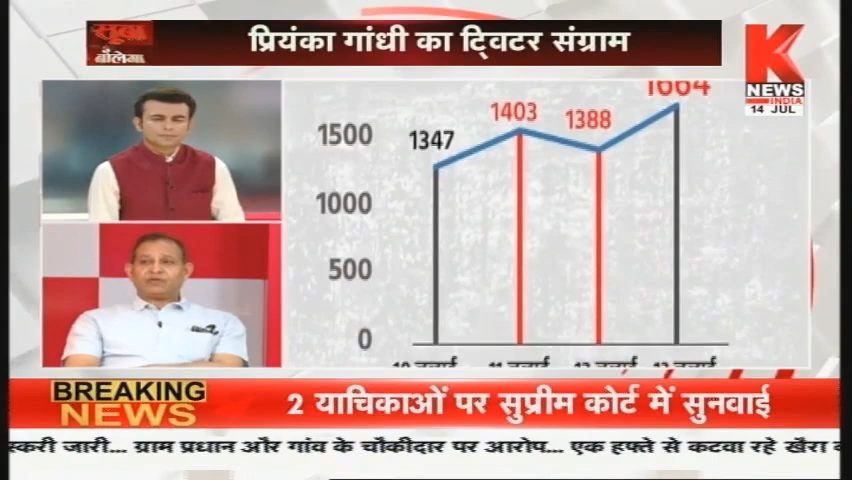 सूबा
बोलेगा
प्रियंका गांधी का ट्विटर संग्राम
K
NEWS
INDIA
14 JUL
1664
1403
1388
1347
1500
1000
500
0
BREAKING
NEWS
2 याचिकाओं पर सुप्रीम कोर्ट में सुनवाई
स्करी जारी... ग्राम प्रधान और गांव के चौकीदार पर आरोप... एक हफ्ते से कटवा रहे खैरा